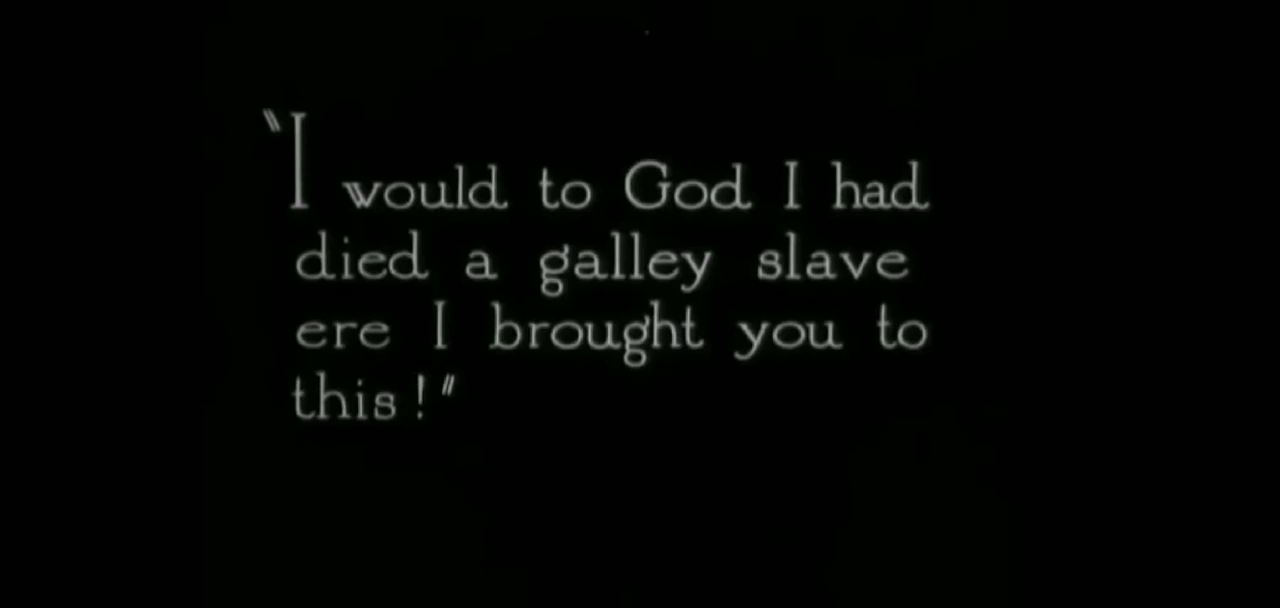 "I would to God I had
died a galley slave
ere I brought you to
this!"